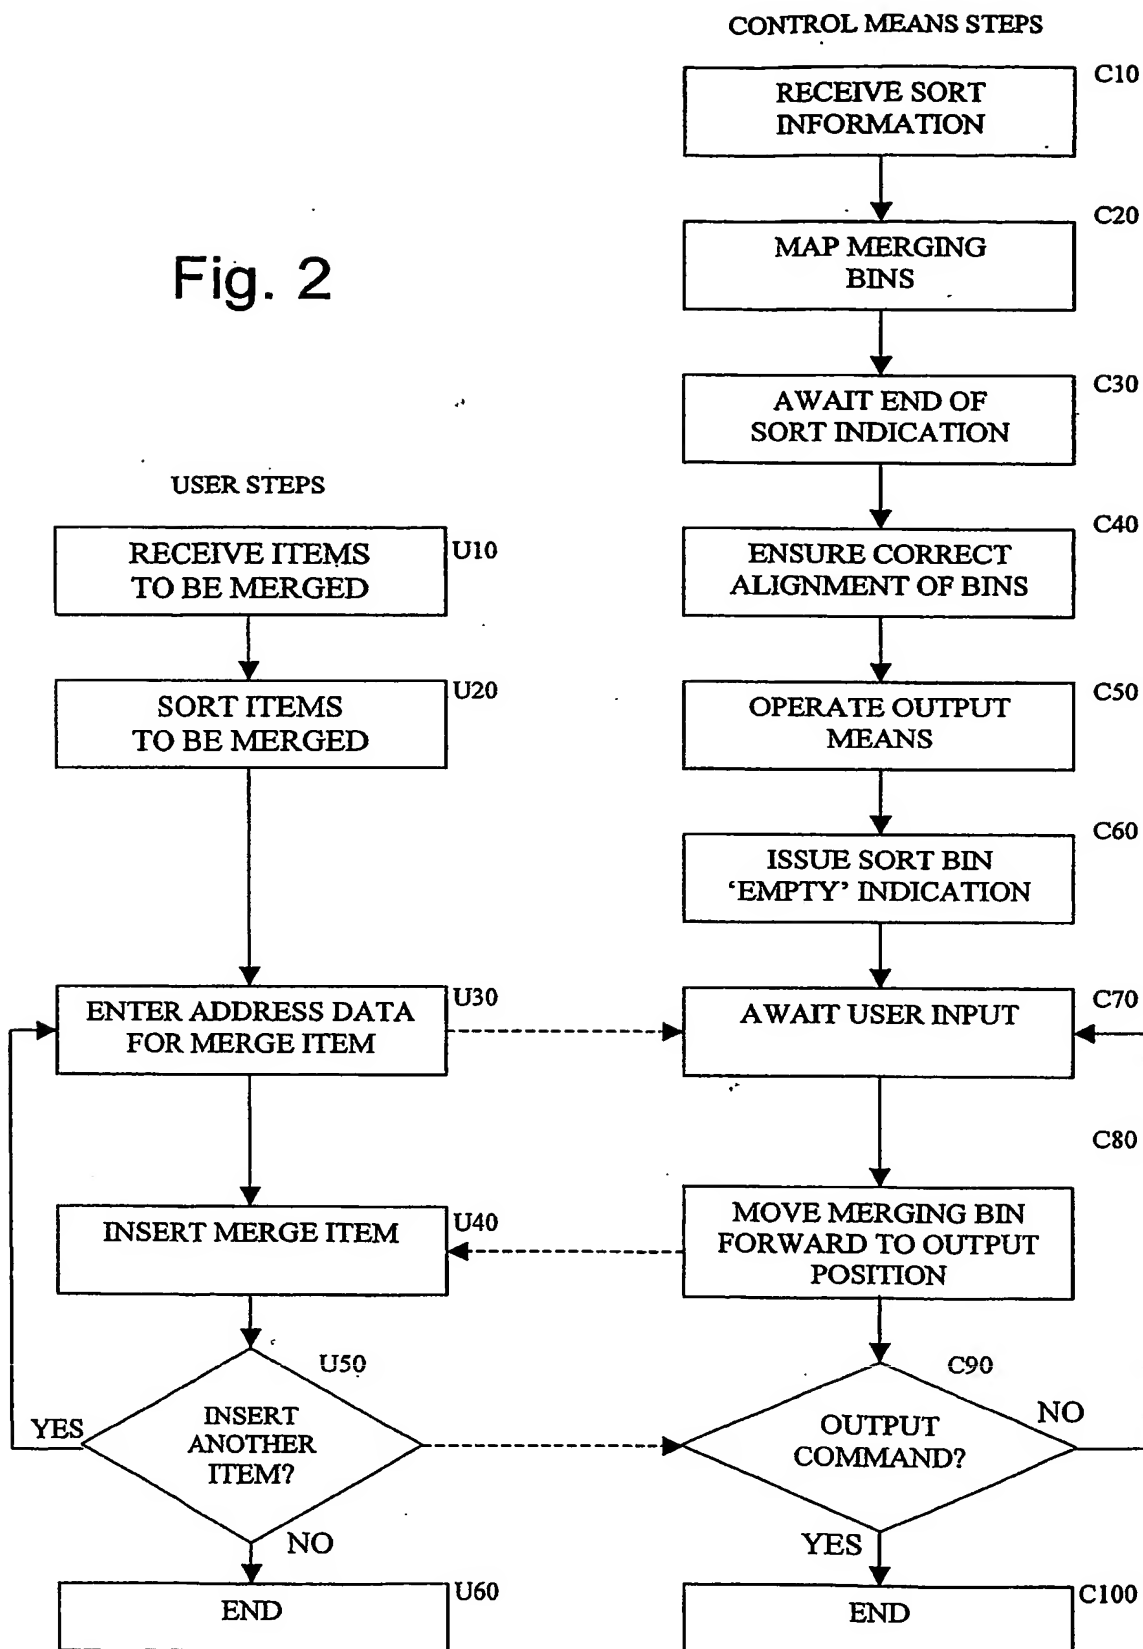 CONTROL MEANS STEPS
C10
RECEIVE SORT
INFORMATION
C20
MAP MERGING
BINS
Fig. 2
C30
AWAIT END OF
SORT INDICATION
USER STEPS
C40
ENSURE CORRECT
ALIGNMENT OF BINS
U10
RECEIVE ITEMS
TO BE MERGED
U20
SORT ITEMS
TO BE MERGED
C50
OPERATE OUTPUT
MEANS
C60
ISSUE SORT BIN
‘EMPTY’ INDICATION
U30
ENTER ADDRESS DATA
FOR MERGE ITEM
C70
AWAIT USER INPUT
C80
MOVE MERGING BIN
FORWARD TO OUTPUT
POSITION
U40
INSERT MERGE ITEM
U50
INSERT
ANOTHER
ITEM?
YES
NO
C90
OUTPUT
COMMAND?
NO
YES
U60
END
C100
END